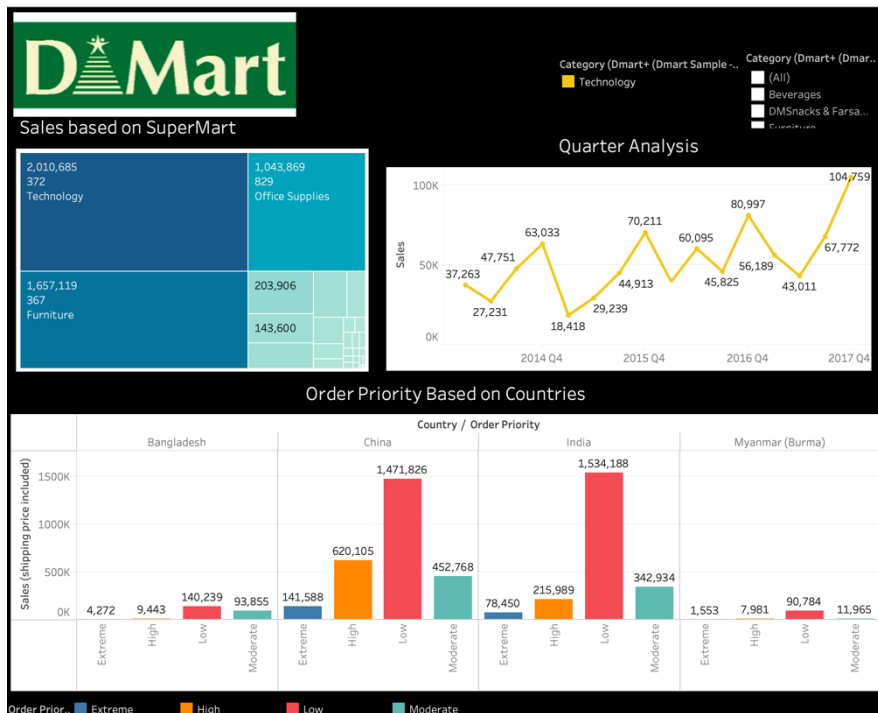 D Mart
Category (Dmart+ (Dmart Sample -..
Technology
Category (Dmart+ (Dmar..
(All)
Beverages
DMSnacks & Farsa...
Furniture
Sales based on SuperMart
2,010,685
372
Technology
1,043,869
829
Office Supplies
1,657,119
367
Furniture
203,906
143,600
Quarter Analysis
Sales
100K
50K
0K
37,263
27,231
47,751
63,033
18,418
29,239
44,913
70,211
60,095
45,825
80,997
56,189
43,011
67,772
104,759
2014 Q4
2015 Q4
2016 Q4
2017 Q4
Order Priority Based on Countries
Country / Order Priority
Bangladesh
China
India
Myanmar (Burma)
Sales (shipping price included)
1500K
1000K
500K
0K
4,272
9,443
140,239
93,855
141,588
620,105
1,471,826
452,768
78,450
215,989
1,534,188
342,934
1,553
7,981
90,784
11,965
Extreme
High
Low
Moderate
Extreme
High
Low
Moderate
Extreme
High
Low
Moderate
Extreme
High
Low
Moderate
Order Prior..
Extreme
High
Low
Moderate